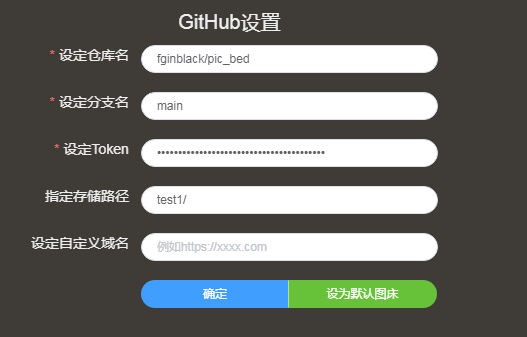 GitHub设置
* 设定仓库名 fginblack/pic_bed
* 设定分支名 main
* 设定Token ••••••••••••••••••••••••••••••••••••••••
指定存储路径 test1/
设定自定义域名 例如https://xxxx.com
确定 设为默认图床